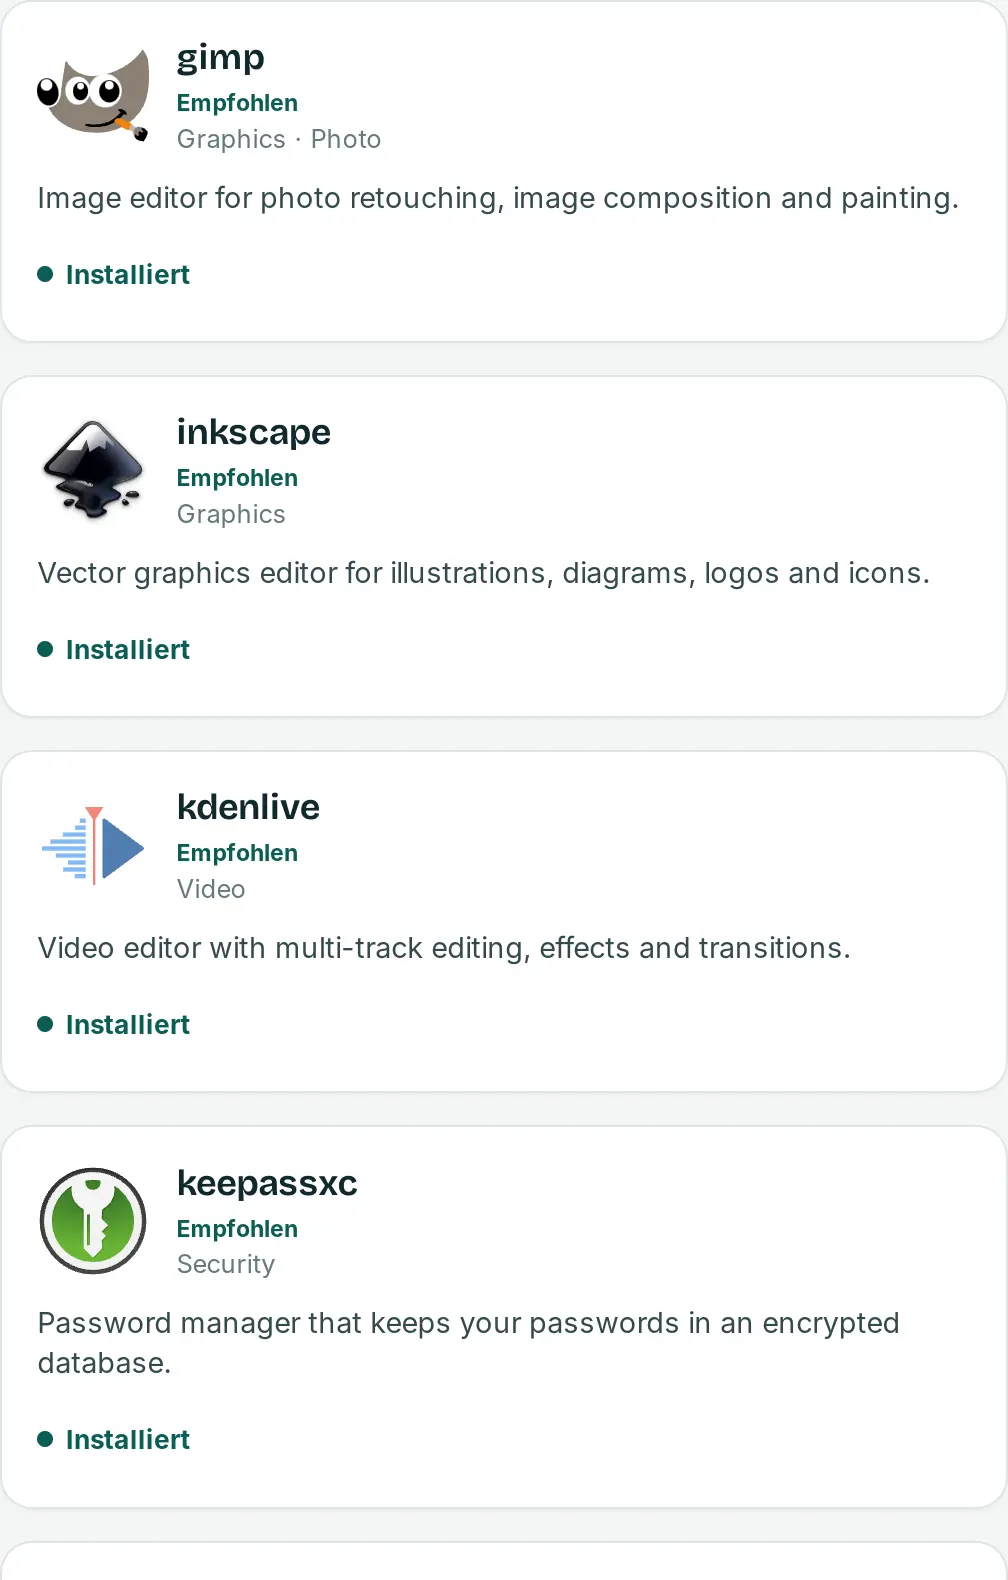 gimp
Empfohlen
Graphics · Photo
Image editor for photo retouching, image composition and painting.
Installiert
inkscape
Empfohlen
Graphics
Vector graphics editor for illustrations, diagrams, logos and icons.
Installiert
kdenlive
Empfohlen
Video
Video editor with multi-track editing, effects and transitions.
Installiert
keepassxc
Empfohlen
Security
Password manager that keeps your passwords in an encrypted
database.
Installiert